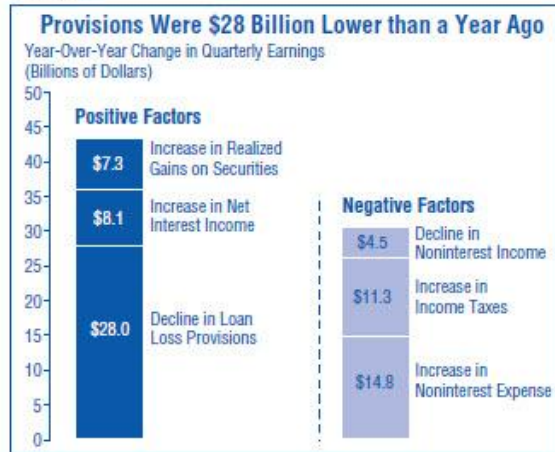 Provisions Were $28 Billion Lower than a Year Ago
Year-Over-Year Change in Quarterly Earnings
(Billions of Dollars)
50
45
40
35
30
25
20
15
10
5
0
Positive Factors
$7.3
Increase in Realized
Gains on Securities
$8.1
Increase in Net
Interest Income
$28.0
Decline in Loan
Loss Provisions
Negative Factors
$4.5
Decline in
Noninterest Income
$11.3
Increase in
Income Taxes
$14.8
Increase in
Noninterest Expense